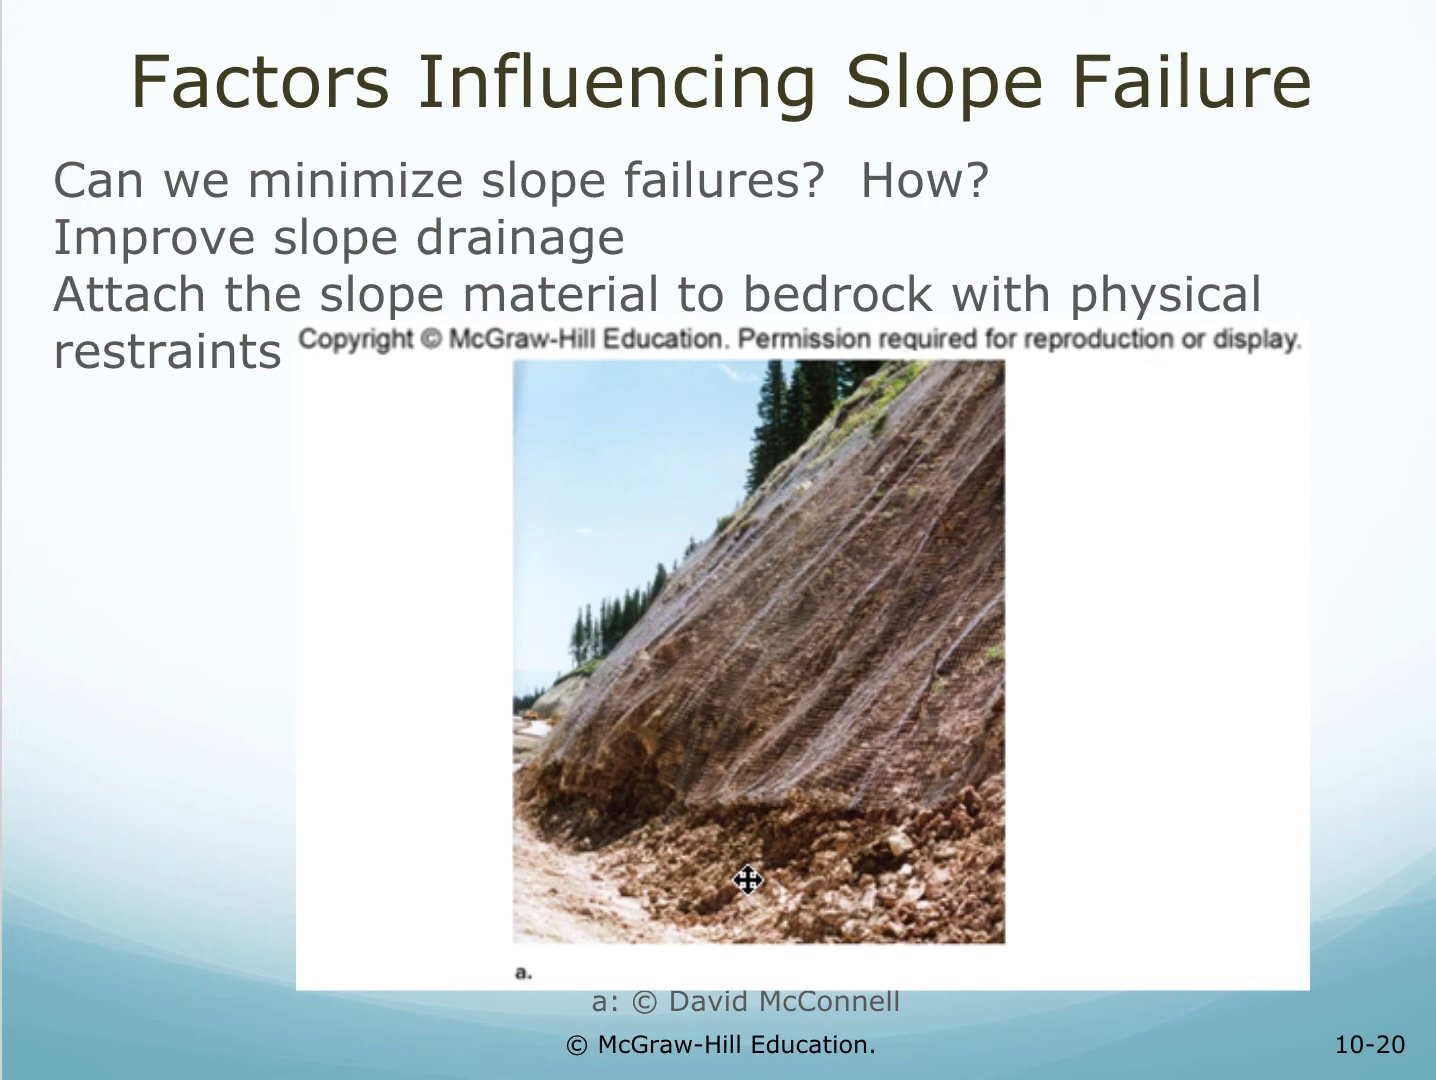 Factors Influencing Slope Failure
Can we minimize slope failures? How?
Improve slope drainage
Attach the slope material to bedrock with physical
restraints
Copyright © McGraw-Hill Education. Permission required for reproduction or display.
a.
a: © David McConnell
© McGraw-Hill Education.
10-20